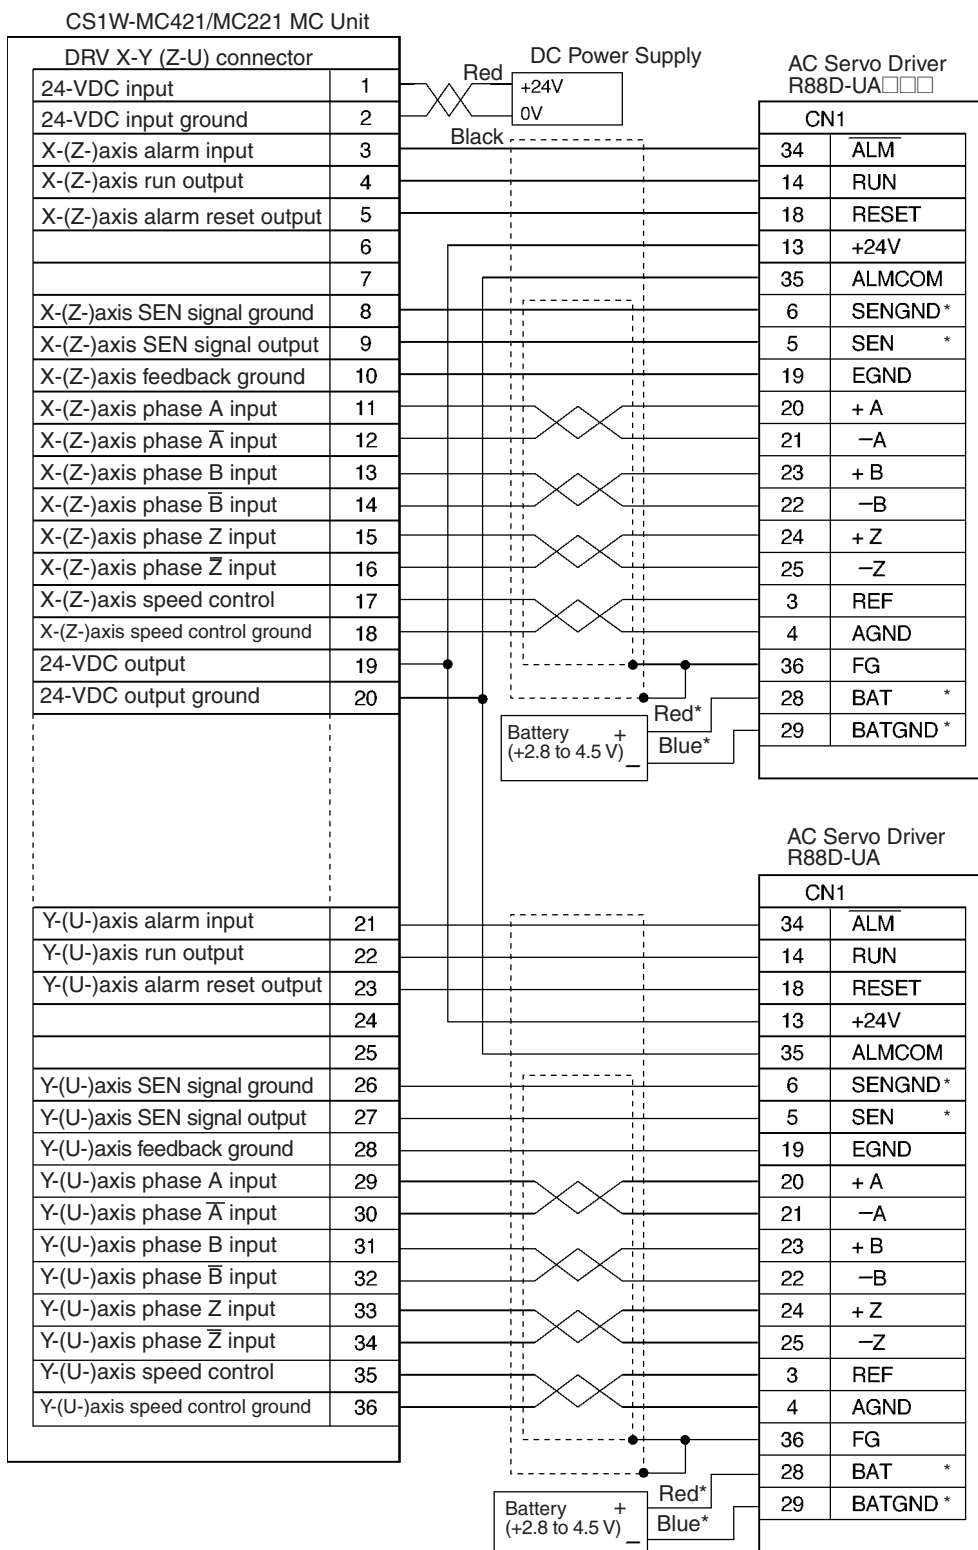 CS1W-MC421/MC221 MC Unit
DRV X-Y (Z-U) connector
24-VDC input 1
24-VDC input ground 2
X-(Z-)axis alarm input 3
X-(Z-)axis run output 4
X-(Z-)axis alarm reset output 5
6
7
X-(Z-)axis SEN signal ground 8
X-(Z-)axis SEN signal output 9
X-(Z-)axis feedback ground 10
X-(Z-)axis phase A input 11
X-(Z-)axis phase A̅ input 12
X-(Z-)axis phase B input 13
X-(Z-)axis phase B̅ input 14
X-(Z-)axis phase Z input 15
X-(Z-)axis phase Z̅ input 16
X-(Z-)axis speed control 17
X-(Z-)axis speed control ground 18
24-VDC output 19
24-VDC output ground 20
Y-(U-)axis alarm input 21
Y-(U-)axis run output 22
Y-(U-)axis alarm reset output 23
24
25
Y-(U-)axis SEN signal ground 26
Y-(U-)axis SEN signal output 27
Y-(U-)axis feedback ground 28
Y-(U-)axis phase A input 29
Y-(U-)axis phase A̅ input 30
Y-(U-)axis phase B input 31
Y-(U-)axis phase B̅ input 32
Y-(U-)axis phase Z input 33
Y-(U-)axis phase Z̅ input 34
Y-(U-)axis speed control 35
Y-(U-)axis speed control ground 36
DC Power Supply
Red
+24V
0V
Black
AC Servo Driver
R88D-UA□□□
CN1
34 A̅L̅M̅
14 RUN
18 RESET
13 +24V
35 ALMCOM
6 SENGND*
5 SEN *
19 EGND
20 +A
21 −A
23 +B
22 −B
24 +Z
25 −Z
3 REF
4 AGND
36 FG
28 BAT *
29 BATGND*
Red*
Blue*
Battery +
(+2.8 to 4.5 V) −
AC Servo Driver
R88D-UA
CN1
34 A̅L̅M̅
14 RUN
18 RESET
13 +24V
35 ALMCOM
6 SENGND*
5 SEN *
19 EGND
20 +A
21 −A
23 +B
22 −B
24 +Z
25 −Z
3 REF
4 AGND
36 FG
28 BAT *
29 BATGND*
Red*
Blue*
Battery +
(+2.8 to 4.5 V) −